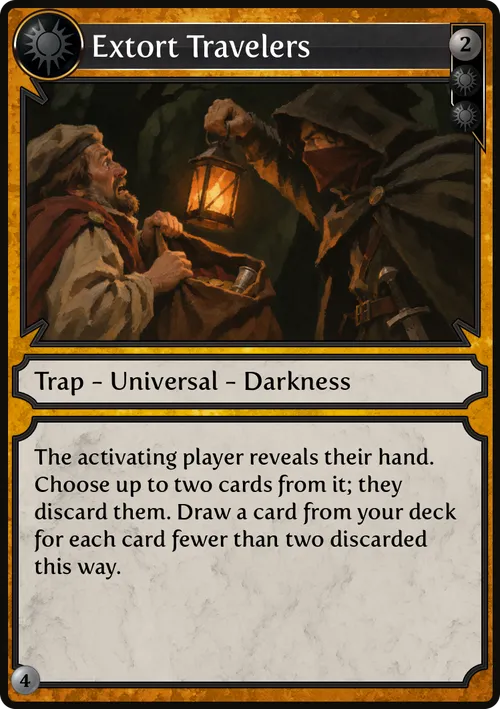 Extort Travelers
2
Trap - Universal - Darkness
The activating player reveals their hand.
Choose up to two cards from it; they
discard them. Draw a card from your deck
for each card fewer than two discarded
this way.
4